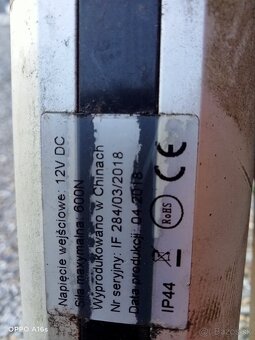 Napięcie wejściowe: 12V DC
Siła maxymalna: 600N
Wyprodukowano w Chinach
Nr seryjny: IF 284/03/2018
Data produkcji: 04.2018
IP44
RoHS
CE
OPPO A16s